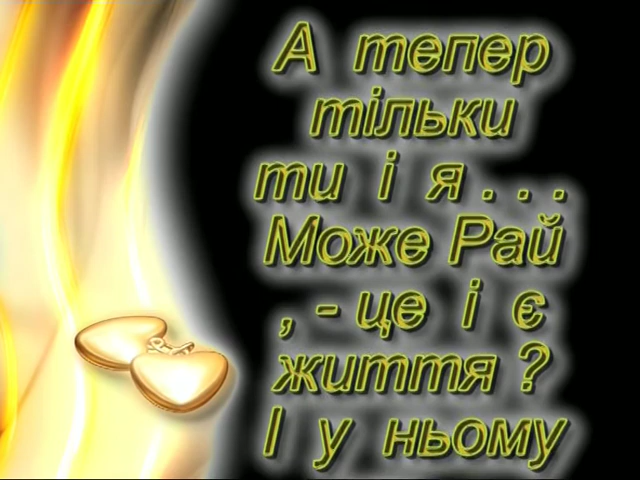 А тепер
тільки
ти і я . . .
Може Рай
, - це і є
життя ?
І у ньому